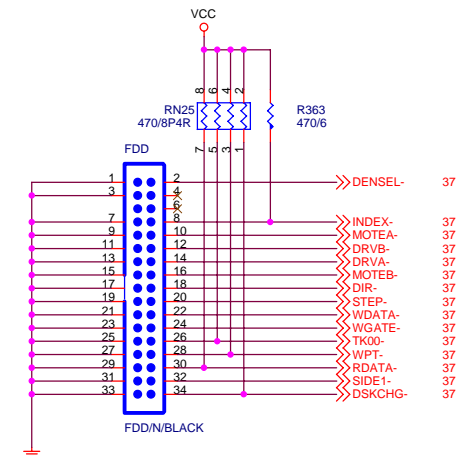 VCC
8 6 4 2
RN25
470/8P4R
R363
470/6
7 5 3 1
FDD
1 2 DENSEL- 37
3 4
6
7 8 INDEX- 37
9 10 MOTEA- 37
11 12 DRVB- 37
13 14 DRVA- 37
15 16 MOTEB- 37
17 18 DIR- 37
19 20 STEP- 37
21 22 WDATA- 37
23 24 WGATE- 37
25 26 TK00- 37
27 28 WPT- 37
29 30 RDATA- 37
31 32 SIDE1- 37
33 34 DSKCHG- 37
FDD/N/BLACK